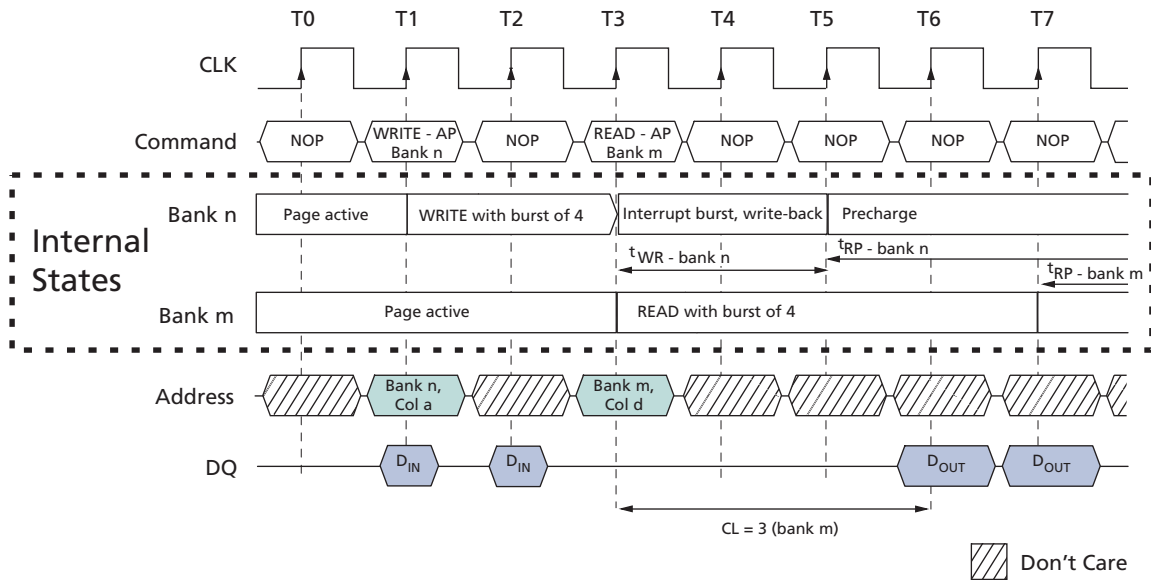 T0 T1 T2 T3 T4 T5 T6 T7
CLK
Command NOP WRITE - AP Bank n NOP READ - AP Bank m NOP NOP NOP NOP
Internal States
Bank n Page active WRITE with burst of 4 Interrupt burst, write-back Precharge
tWR - bank n tRP - bank n
tRP - bank m
Bank m Page active READ with burst of 4
Address Bank n, Col a Bank m, Col d
DQ DIN DIN DOUT DOUT
CL = 3 (bank m)
Don't Care